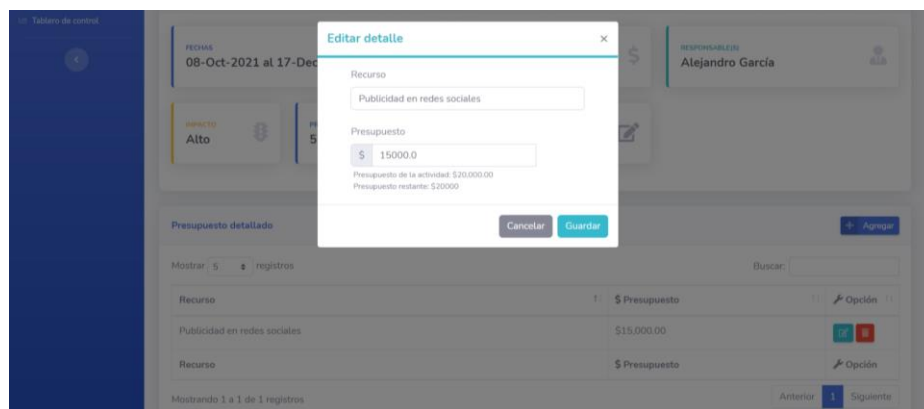 Tablero de control
Editar detalle
×
FECHAS
08-Oct-2021 al 17-Dec
$
RESPONSABLE(S)
Alejandro García
Recurso
Publicidad en redes sociales
IMPACTO
Alto
5
Presupuesto
$ 15000.0
Presupuesto de la actividad: $20,000.00
Presupuesto restante: $20000
Cancelar
Guardar
Presupuesto detallado
+ Agregar
Mostrar 5 registros
Buscar:
Recurso
$ Presupuesto
Opción
Publicidad en redes sociales
$15,000.00
Recurso
$ Presupuesto
Opción
Mostrando 1 a 1 de 1 registros
Anterior 1 Siguiente